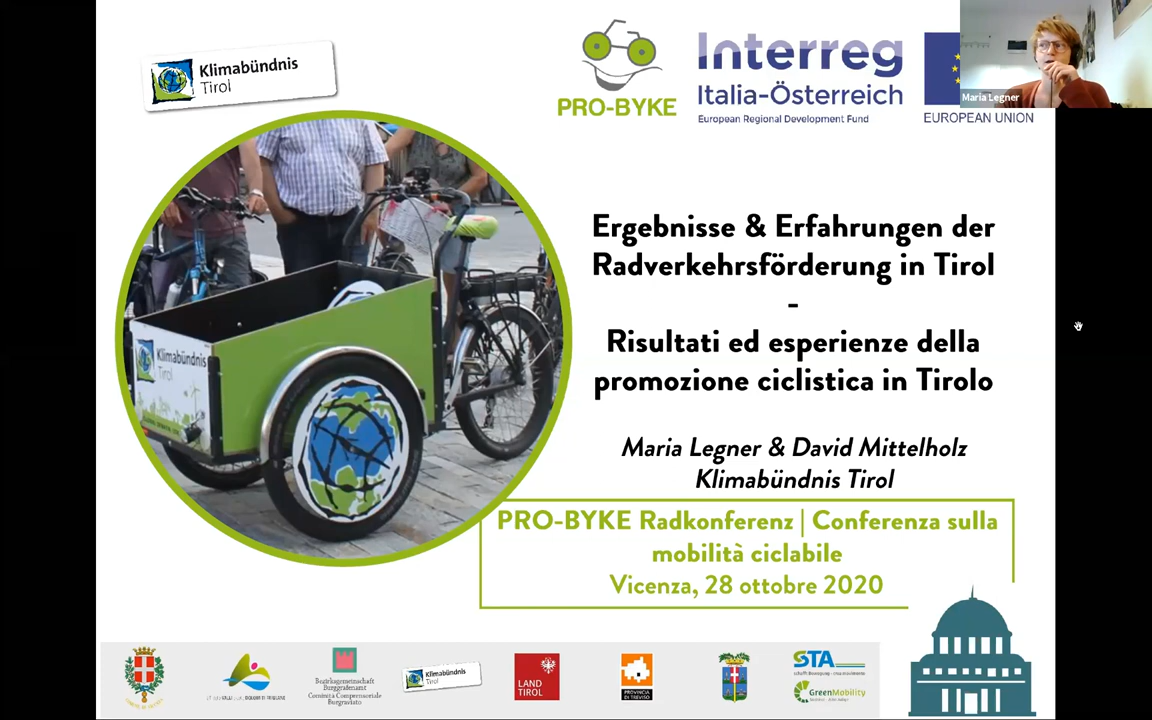 Klimabündnis
Tirol
PRO-BYKE
Interreg
Italia-Österreich
European Regional Development Fund
EUROPEAN UNION
Maria Legner
Klimabündnis
Tirol
Ergebnisse & Erfahrungen der
Radverkehrsförderung in Tirol
-
Risultati ed esperienze della
promozione ciclistica in Tirolo
Maria Legner & David Mittelholz
Klimabündnis Tirol
PRO-BYKE Radkonferenz | Conferenza sulla
mobilità ciclabile
Vicenza, 28 ottobre 2020
Bezirksgemeinschaft
Burggrafenamt
Comunità Comprensoriale
Burgraviato
Klimabündnis
Tirol
LAND
TIROL
PROVINCIA
DI TREVISO
STA
GreenMobility